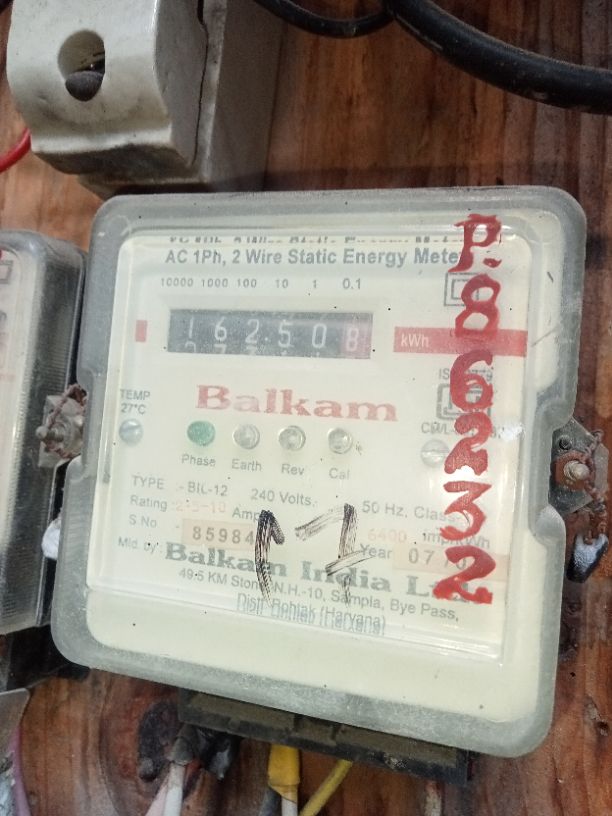 AC 1Ph, 2 Wire Static Energy Meter
10000 1000 100 10 1 0.1
162508
kWh
P.86232
TEMP
27°C
Balkam
Phase Earth Rev Cal
TYPE :- BIL-12 240 Volts. 50 Hz, Class-
Rating Amp 6400 imp/kWh
S No 85984 Year 07
Mfd. by: Balkam India
49.5 KM Stone, N.H.-10, Sampla, Bye Pass,
Distt. Rohtak (Haryana)
17